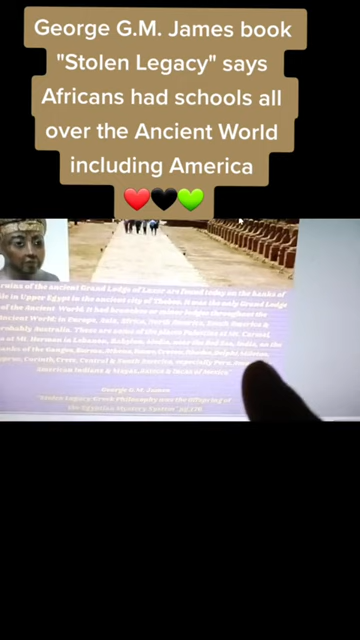 George G.M. James book
"Stolen Legacy" says
Africans had schools all
over the Ancient World
including America
ruins of the ancient Grand Lodge of Luxor are found today on the banks of
in Upper Egypt in the ancient city of Thebes. It was the only Grand Lodge
of the Ancient World. It had branches or minor lodges throughout the
Ancient World; in Europe, Asia, Africa, North America, South America &
probably Australia. These are some of the places: Palestine at Mt. Carmel,
at Mt. Herman in Lebanon, Babylon, Media, near the Red Sea, India, on the
banks of the Ganges, Burma, Athens, Rome, Croton, Rhodes, Delphi, Miletus,
Cyprus, Corinth, Crete, Central & South America, especially Peru,
American Indians & Mayas, Aztecs & Incas of Mexico."
George G.M. James
"Stolen Legacy: Greek Philosophy was the Offspring of
the Egyptian Mystery System"